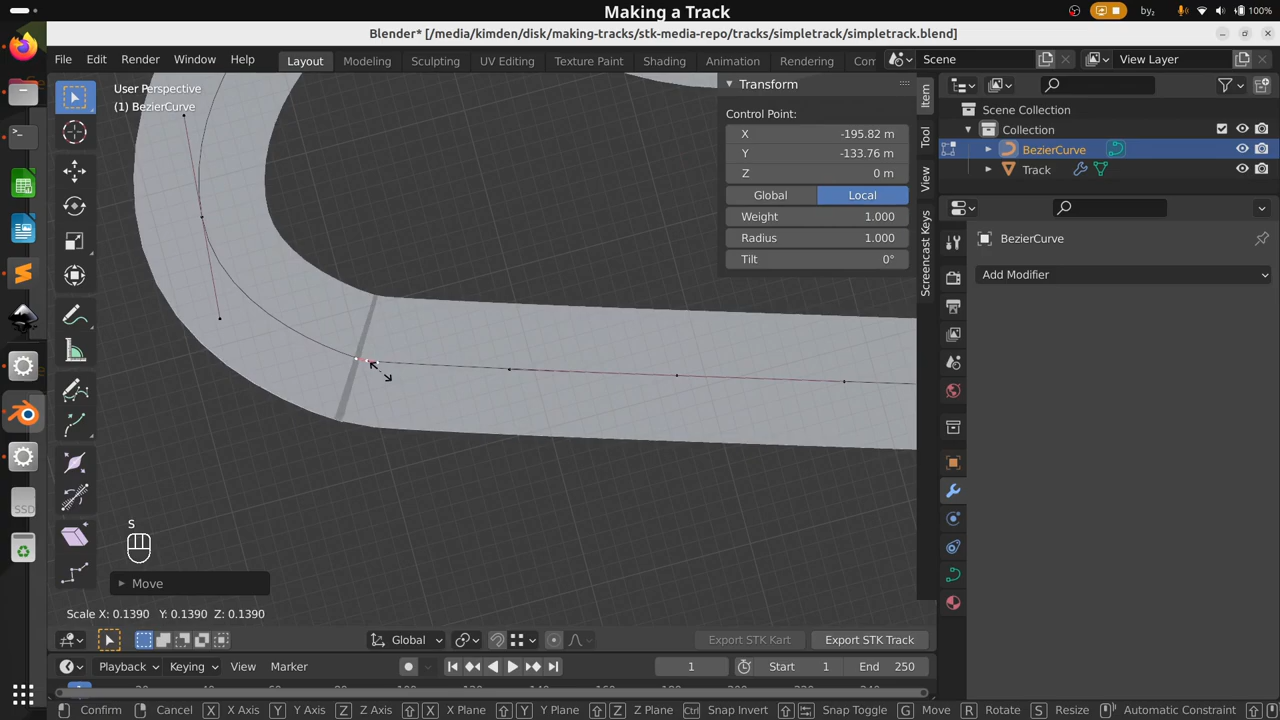 Making a Track
by₂
100%
Blender* [/media/kimden/disk/making-tracks/stk-media-repo/tracks/simpletrack/simpletrack.blend]
File Edit Render Window Help Layout Modeling Sculpting UV Editing Texture Paint Shading Animation Rendering Com Scene View Layer
User Perspective
(1) BezierCurve
Transform
Control Point:
X -195.82 m
Y -133.76 m
Z 0 m
Global Local
Weight 1.000
Radius 1.000
Tilt 0°
Item
Tool
View
Screencast Keys
Scene Collection
Collection
BezierCurve
Track
BezierCurve
Add Modifier
SSD
S
Move
Scale X: 0.1390 Y: 0.1390 Z: 0.1390
Global
Export STK Kart Export STK Track
Playback Keying View Marker 1 Start 1 End 250
Confirm Cancel X X Axis Y Y Axis Z Z Axis X X Plane Y Y Plane Z Z Plane Ctrl Snap Invert Snap Toggle G Move R Rotate S Resize Automatic Constraint